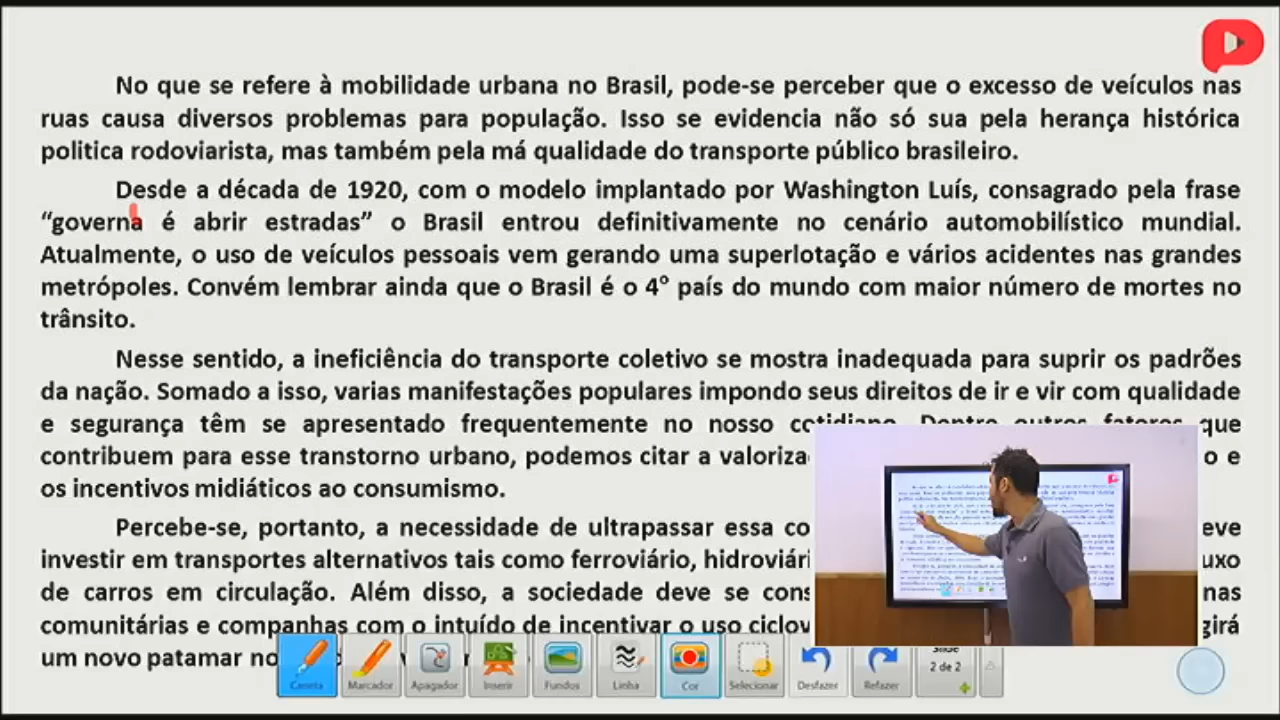 No que se refere à mobilidade urbana no Brasil, pode-se perceber que o excesso de veículos nas
ruas causa diversos problemas para população. Isso se evidencia não só sua pela herança histórica
politica rodoviarista, mas também pela má qualidade do transporte público brasileiro.
Desde a década de 1920, com o modelo implantado por Washington Luís, consagrado pela frase
“governa é abrir estradas” o Brasil entrou definitivamente no cenário automobilístico mundial.
Atualmente, o uso de veículos pessoais vem gerando uma superlotação e vários acidentes nas grandes
metrópoles. Convém lembrar ainda que o Brasil é o 4° país do mundo com maior número de mortes no
trânsito.
Nesse sentido, a ineficiência do transporte coletivo se mostra inadequada para suprir os padrões
da nação. Somado a isso, varias manifestações populares impondo seus direitos de ir e vir com qualidade
e segurança têm se apresentado frequentemente no nosso cotidiano. Dentre outros fatores que
contribuem para esse transtorno urbano, podemos citar a o e
os incentivos midiáticos ao consumismo.
Percebe-se, portanto, a necessidade de ultrapassar essa
investir em transportes alternativos tais como ferroviário,
de carros em circulação. Além disso, a sociedade deve se
comunitárias e companhas com o intuído de incentivar o uso
um novo patamar
Caneta Marcador Apagador Inserir Fundos Linha Cor Selecionar Desfazer Refazer
Slide
2 de 2